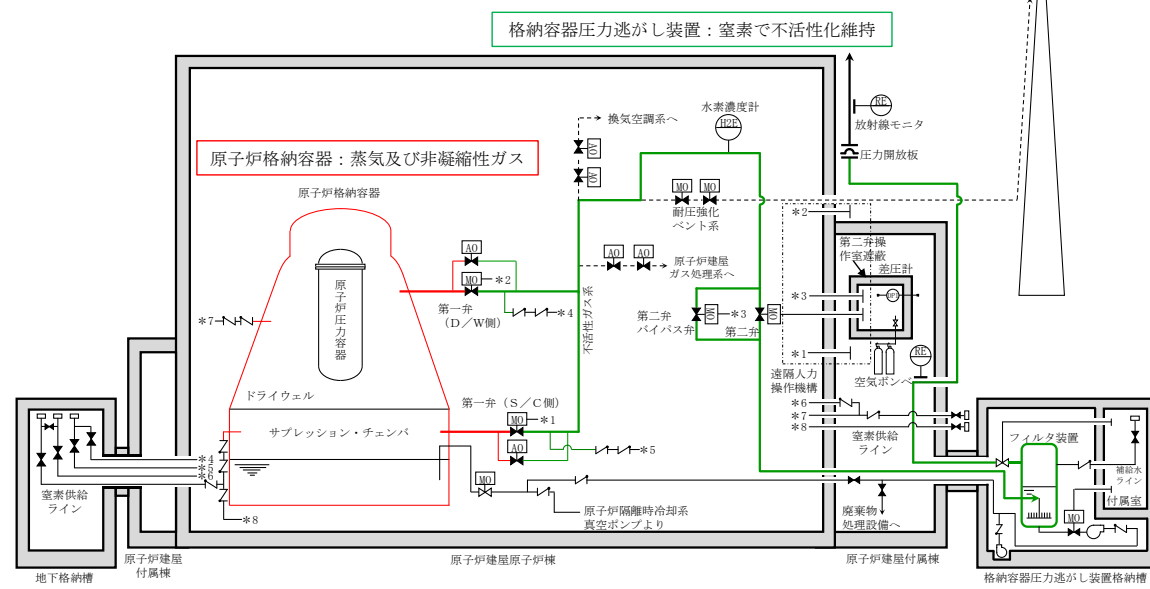 格納容器圧力逃がし装置：窒素で不活性化維持
水素濃度計
H2E
RE
放射線モニタ
圧力開放板
換気空調系へ
AO
AO
原子炉格納容器：蒸気及び非凝縮性ガス
原子炉格納容器
MO
MO
耐圧強化
ベント系
＊2
第二弁操
作室遮蔽
差圧計
DPI
AO
MO
＊2
第一弁
（D／W側）
＊4
AO
AO
原子炉建屋
ガス処理系へ
不活性ガス系
原子炉圧力容器
＊7
第二弁
バイパス弁
MO
＊3
第二弁
MO
＊3
＊1
遠隔人力
操作機構
空気ボンベ
RE
ドライウェル
第一弁（S／C側）
MO
＊1
AO
＊5
サプレッション・チェンバ
＊6
＊7
＊8
窒素供給
ライン
フィルタ装置
補給水
ライン
付属室
MO
＊4
＊5
＊6
窒素供給
ライン
＊8
MO
原子炉隔離時冷却系
真空ポンプより
廃棄物
処理設備へ
原子炉建屋
付属棟
原子炉建屋原子炉棟
原子炉建屋付属棟
地下格納槽
格納容器圧力逃がし装置格納槽